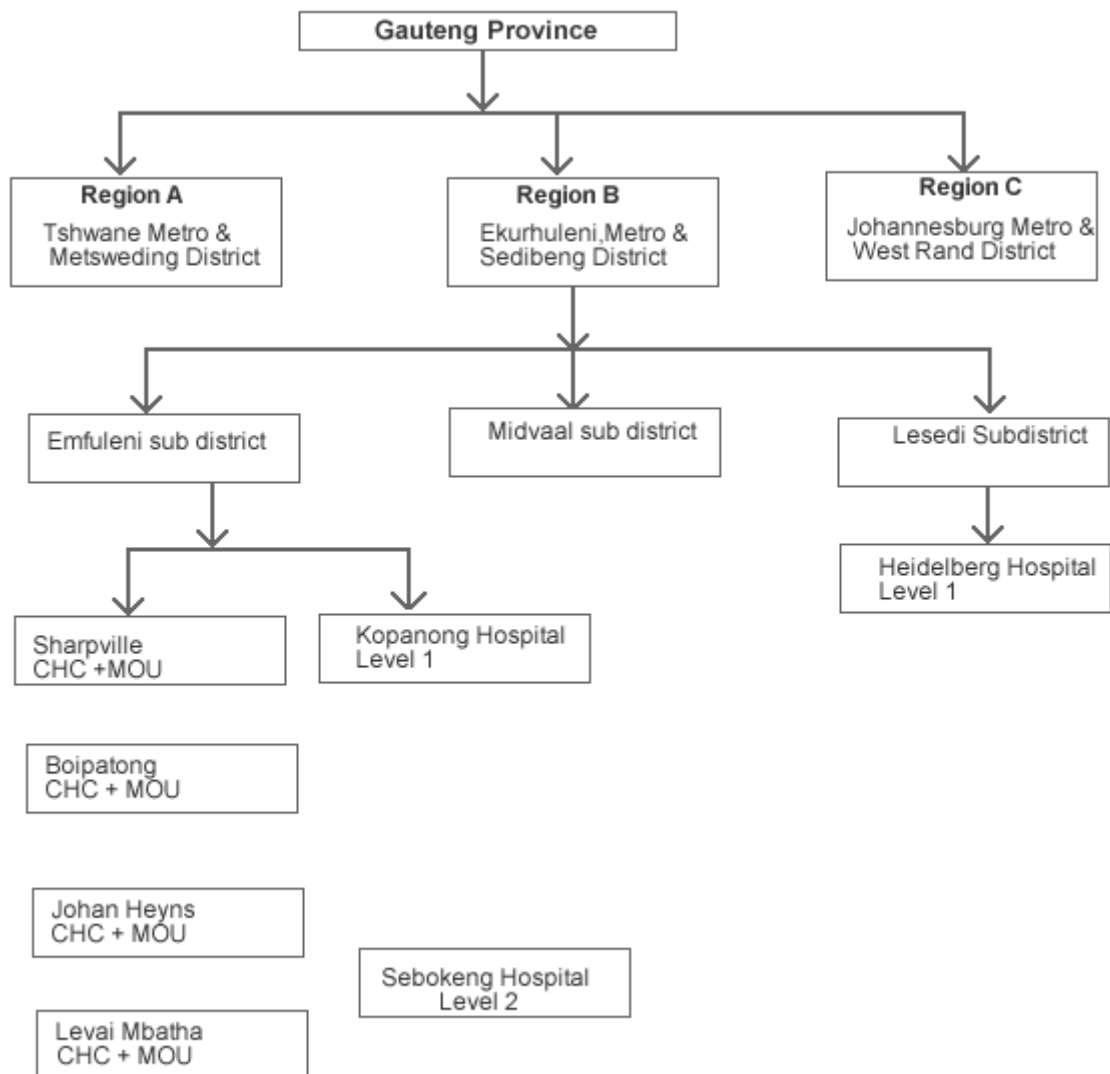 Gauteng Province
Region A
Tshwane Metro &
Metsweding District
Region B
Ekurhuleni,Metro &
Sedibeng District
Region C
Johannesburg Metro &
West Rand District
Emfuleni sub district
Midvaal sub district
Lesedi Subdistrict
Sharpville
CHC +MOU
Kopanong Hospital
Level 1
Heidelberg Hospital
Level 1
Boipatong
CHC + MOU
Johan Heyns
CHC + MOU
Sebokeng Hospital
Level 2
Levai Mbatha
CHC + MOU